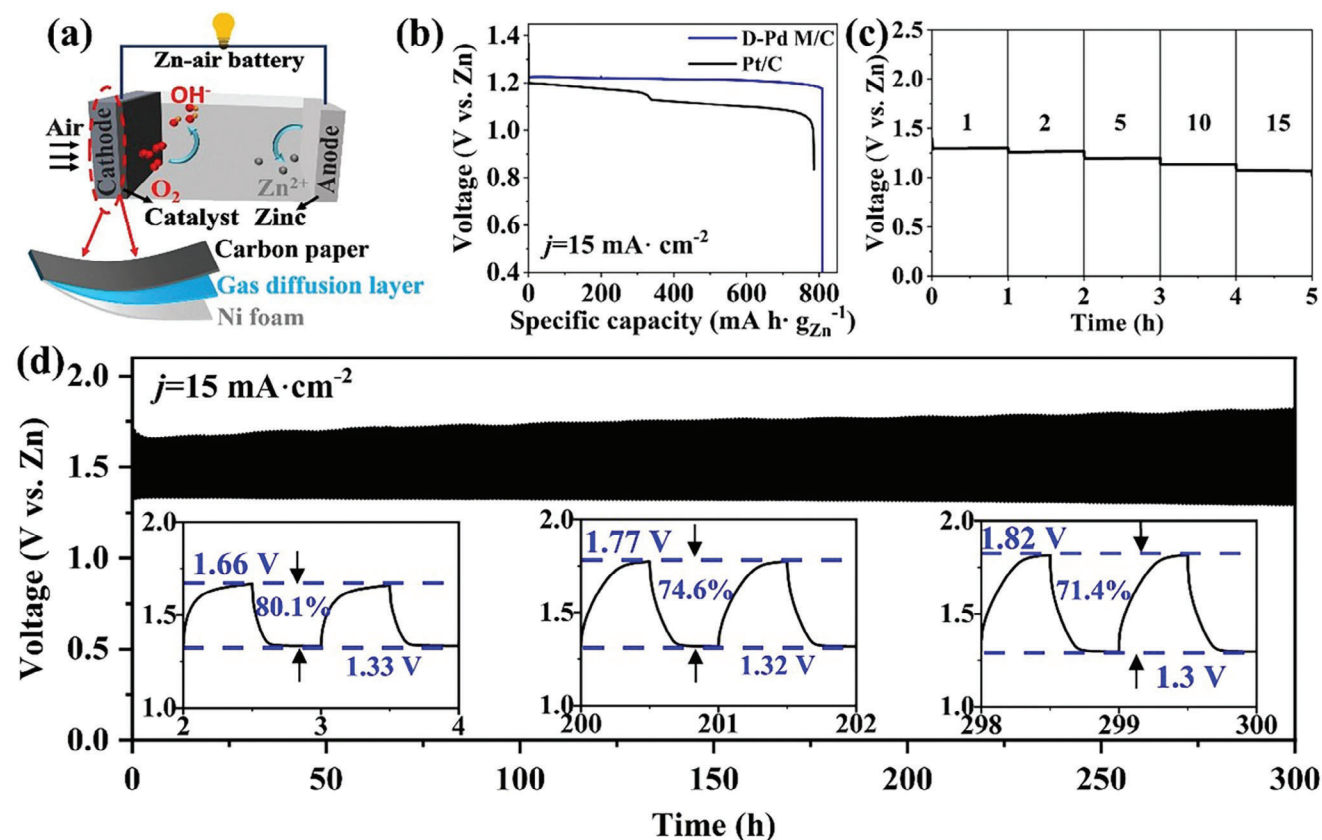 (a)
Zn-air battery
OH⁻
Air
Cathode
O₂
Zn²⁺
Anode
Catalyst
Zinc
Carbon paper
Gas diffusion layer
Ni foam
(b)
D-Pd M/C
Pt/C
Voltage (V vs. Zn)
1.4
1.2
1.0
0.8
0.6
0.4
j=15 mA· cm⁻²
0 200 400 600 800
Specific capacity (mA h· gZn⁻¹)
(c)
Voltage (V vs. Zn)
2.5
2.0
1.5
1.0
0.5
0.0
1 2 5 10 15
0 1 2 3 4 5
Time (h)
(d)
j=15 mA·cm⁻²
Voltage (V vs. Zn)
2.0
1.5
1.0
0.5
0.0
2.0
1.5
1.0
1.66 V
80.1%
1.33 V
2 3 4
2.0
1.5
1.0
1.77 V
74.6%
1.32 V
200 201 202
2.0
1.5
1.0
1.82 V
71.4%
1.3 V
298 299 300
0 50 100 150 200 250 300
Time (h)